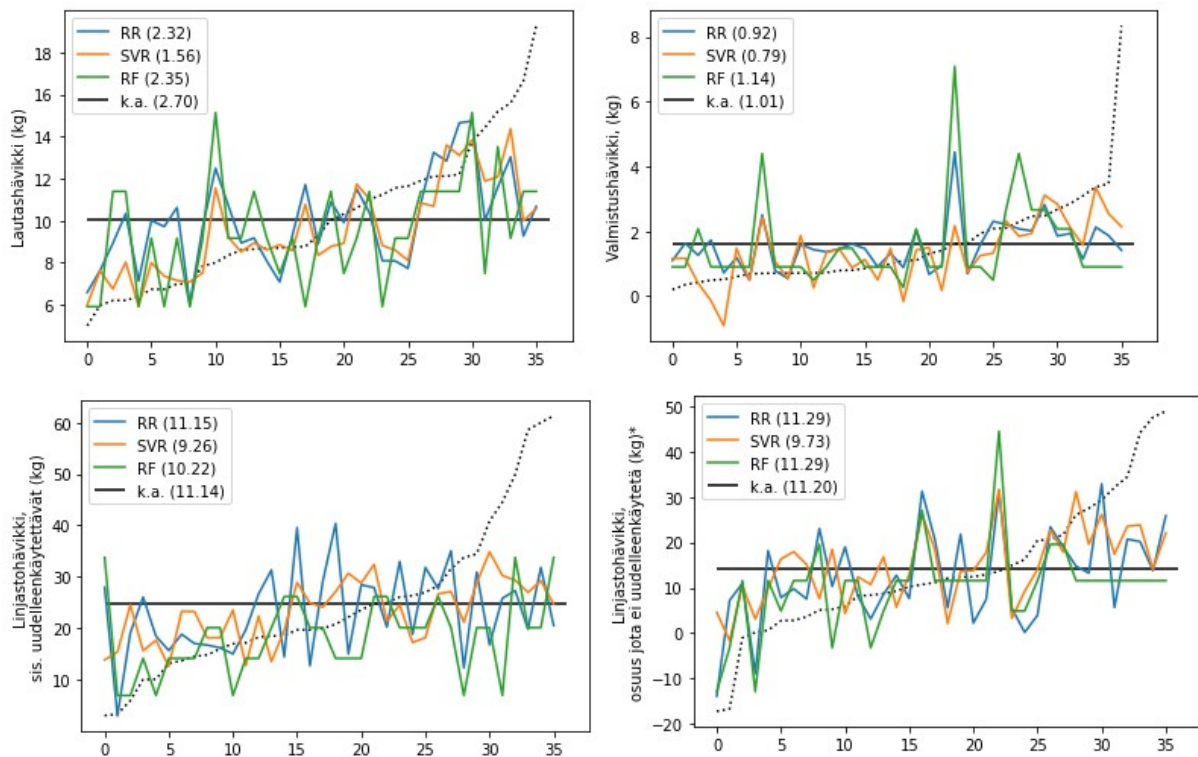 RR (2.32)
SVR (1.56)
RF (2.35)
k.a. (2.70)
Lautashävikki (kg)
18
16
14
12
10
8
6
0
5
10
15
20
25
30
35
RR (0.92)
SVR (0.79)
RF (1.14)
k.a. (1.01)
Valmistushävikki, (kg)
8
6
4
2
0
0
5
10
15
20
25
30
35
RR (11.15)
SVR (9.26)
RF (10.22)
k.a. (11.14)
Linjastohävikki,
sis. uudelleenkäytettävät (kg)
60
50
40
30
20
10
0
5
10
15
20
25
30
35
RR (11.29)
SVR (9.73)
RF (11.29)
k.a. (11.20)
Linjastohävikki,
osuus jota ei uudelleenkäytetä (kg)*
50
40
30
20
10
0
−10
−20
0
5
10
15
20
25
30
35